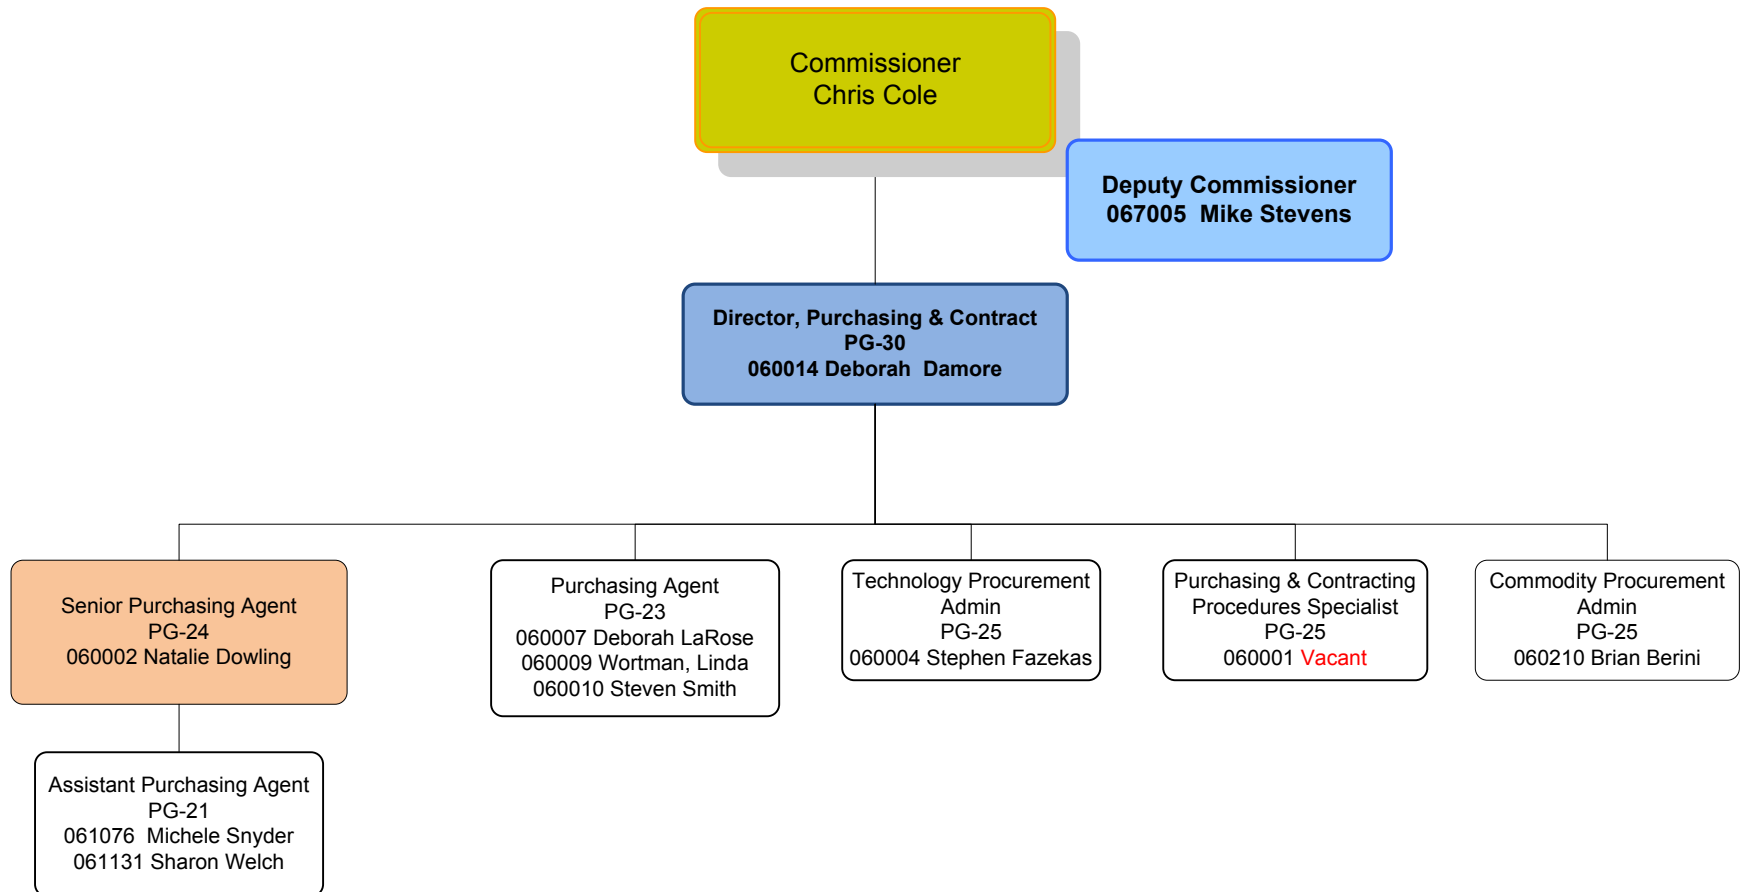 Commissioner
Chris Cole
Deputy Commissioner
067005  Mike Stevens
Director, Purchasing & Contract
PG-30
060014 Deborah  Damore
Senior Purchasing Agent
PG-24
060002 Natalie Dowling
Purchasing Agent
PG-23
060007 Deborah LaRose
060009 Wortman, Linda
060010 Steven Smith
Technology Procurement
Admin
PG-25
060004 Stephen Fazekas
Purchasing & Contracting
Procedures Specialist
PG-25
060001 Vacant
Commodity Procurement
Admin
PG-25
060210 Brian Berini
Assistant Purchasing Agent
PG-21
061076  Michele Snyder
061131 Sharon Welch